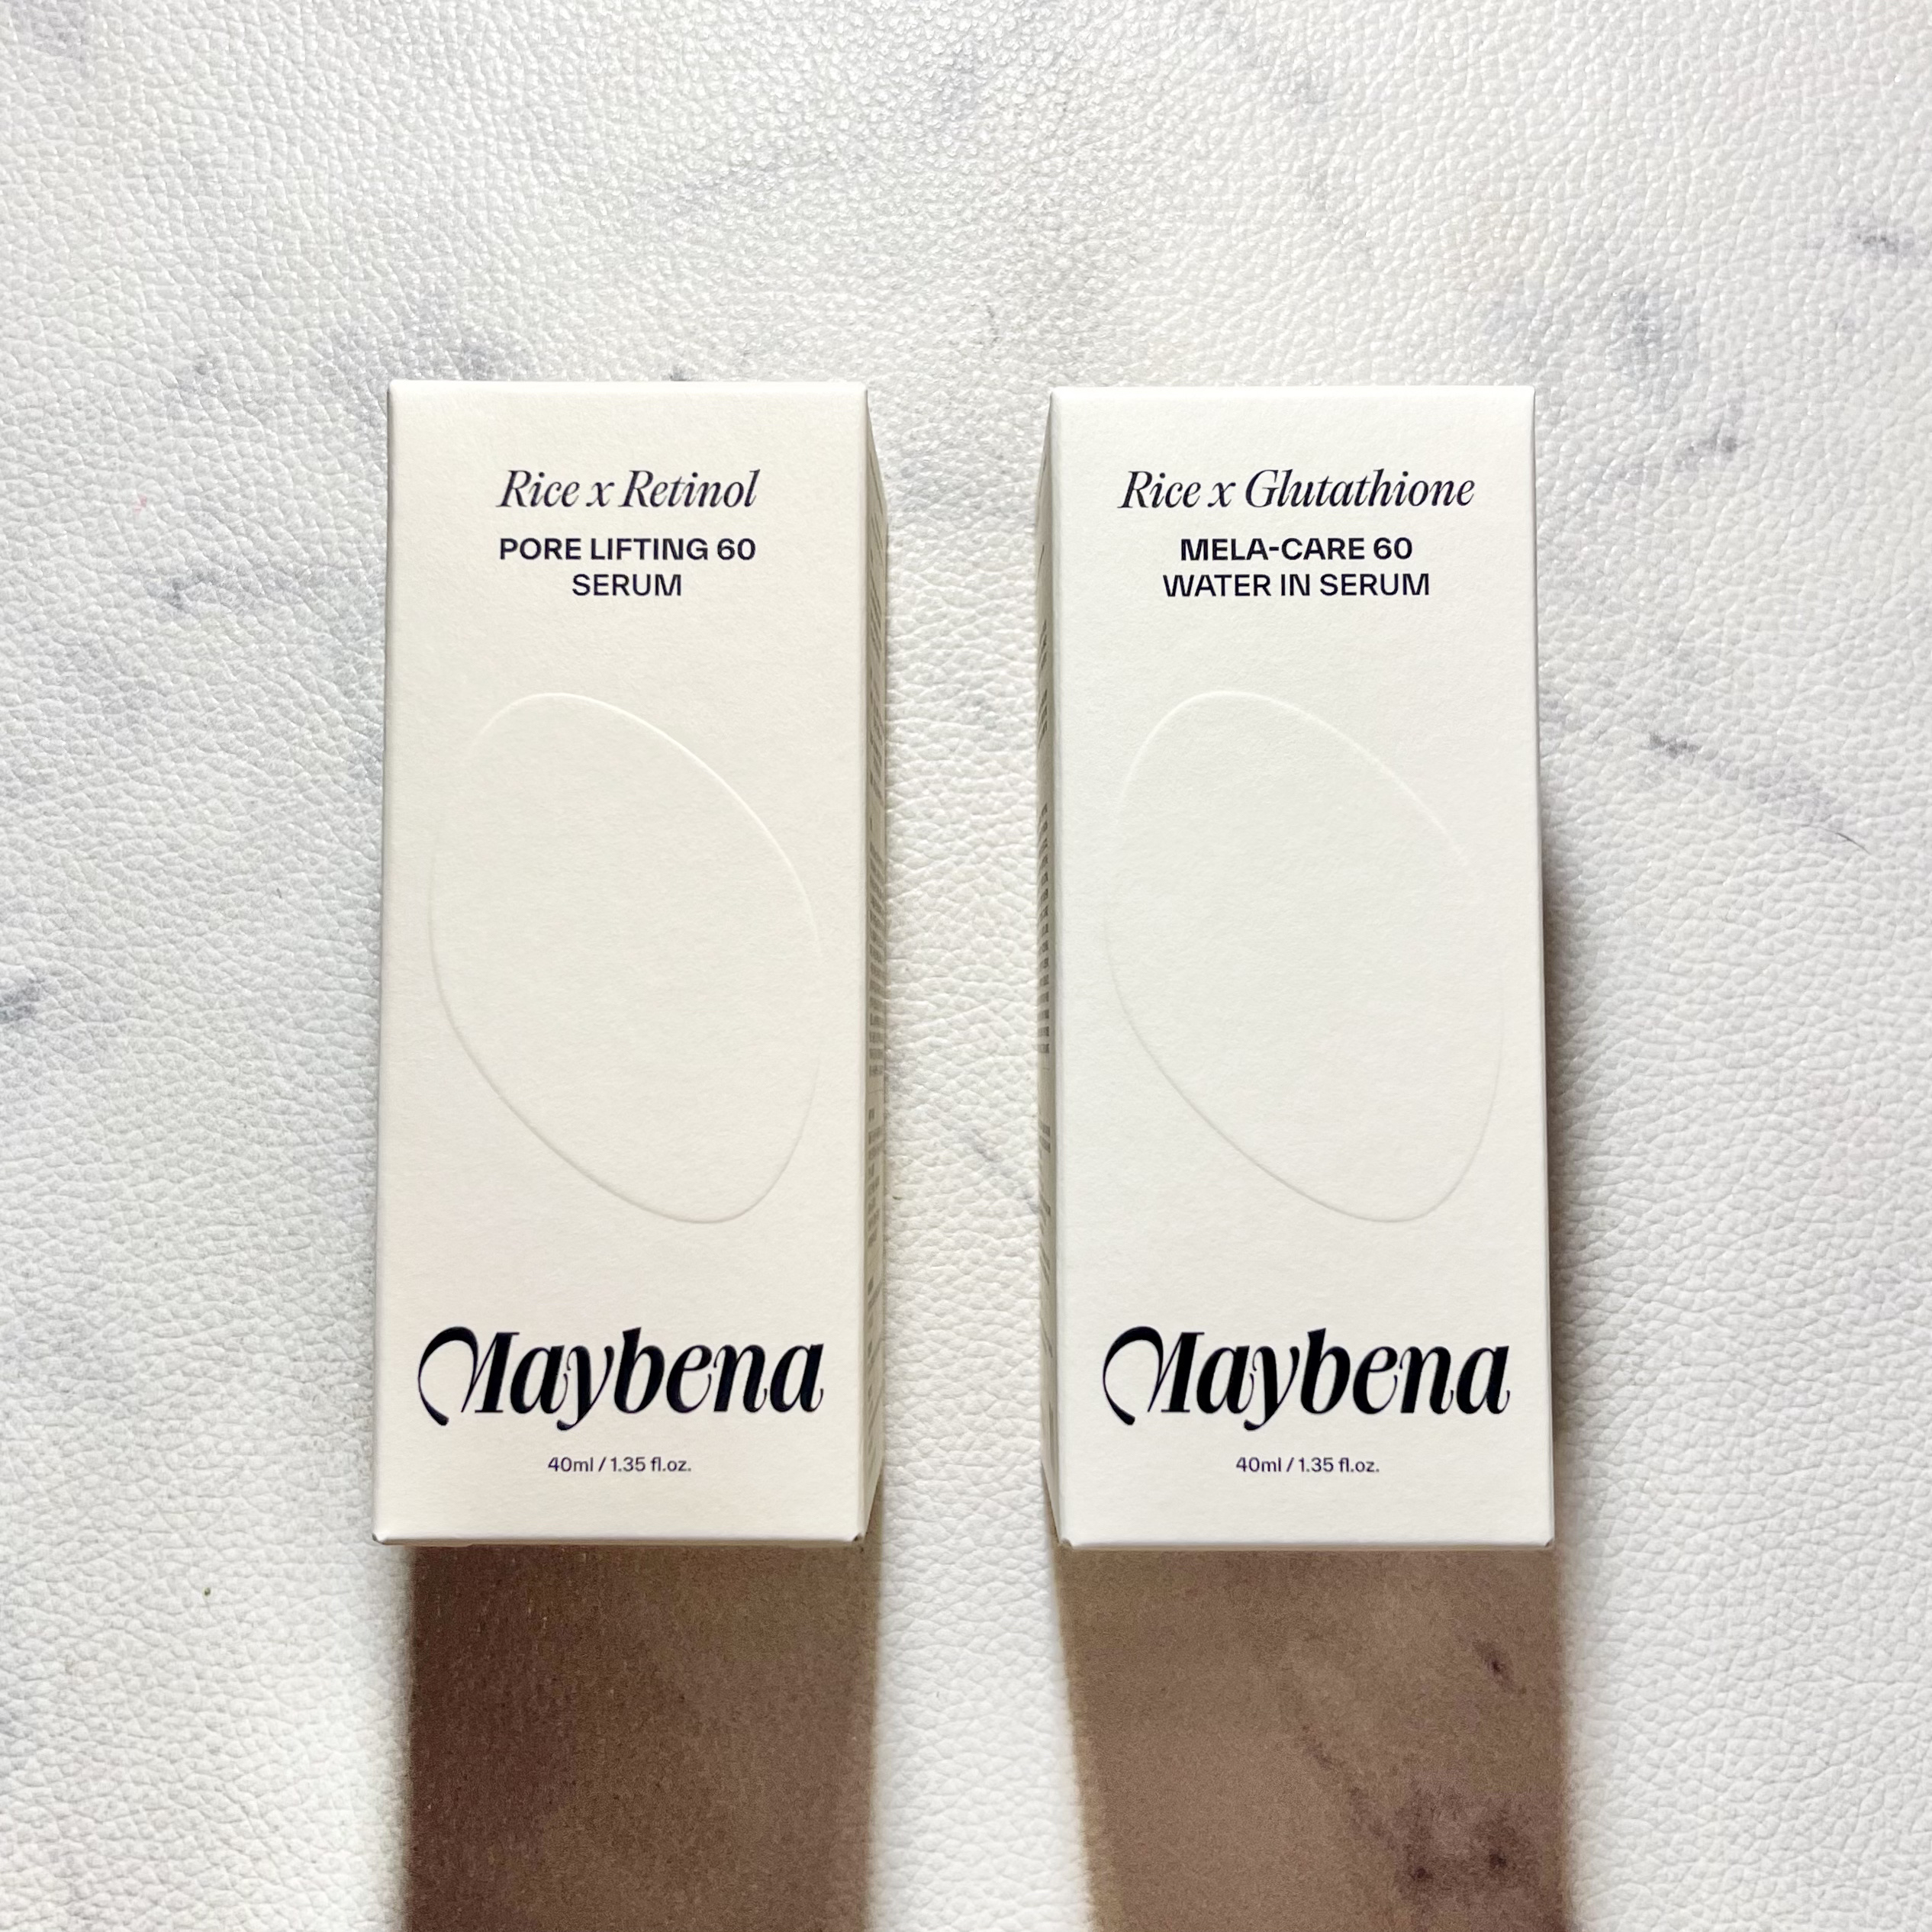 Rice x Retinol
PORE LIFTING 60
SERUM
Maybena
40ml / 1.35 fl.oz.
Rice x Glutathione
MELA-CARE 60
WATER IN SERUM
Maybena
40ml / 1.35 fl.oz.